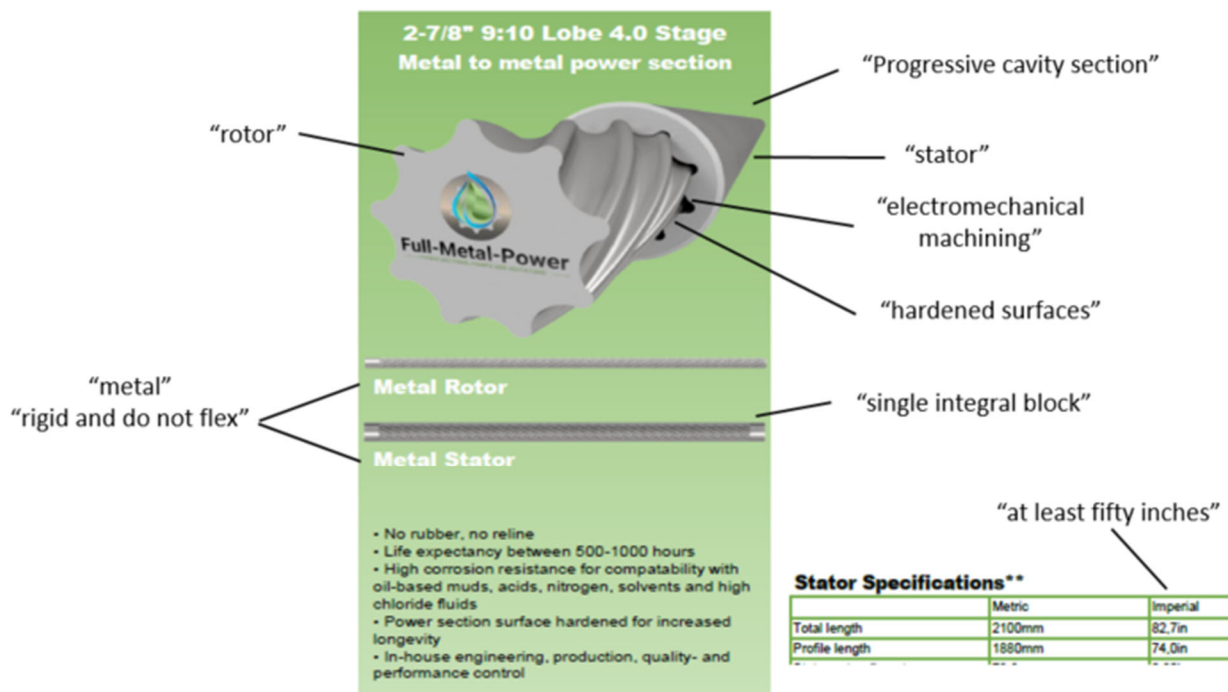 2-7/8" 9:10 Lobe 4.0 Stage
Metal to metal power section
“Progressive cavity section”
“rotor”
“stator”
“electromechanical
machining”
Full-Metal-Power
“hardened surfaces”
“metal”
“rigid and do not flex”
Metal Rotor
“single integral block”
Metal Stator
“at least fifty inches”
• No rubber, no reline
• Life expectancy between 500-1000 hours
• High corrosion resistance for compatability with
oil-based muds, acids, nitrogen, solvents and high
chloride fluids
• Power section surface hardened for increased
longevity
• In-house engineering, production, quality- and
performance control
Stator Specifications**
Metric Imperial
Total length 2100mm 82,7in
Profile length 1880mm 74,0in